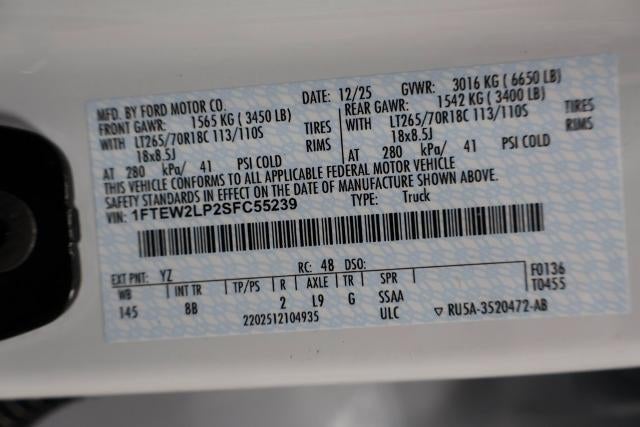 MFD. BY FORD MOTOR CO. DATE: 12/25 GVWR: 3016 KG ( 6650 LB)
FRONT GAWR: 1565 KG ( 3450 LB) REAR GAWR: 1542 KG ( 3400 LB)
WITH LT265/70R18C 113/110S TIRES WITH LT265/70R18C 113/110S TIRES
18x8.5J RIMS 18x8.5J RIMS
AT 280 kPa/ 41 PSI COLD AT 280 kPa/ 41 PSI COLD
THIS VEHICLE CONFORMS TO ALL APPLICABLE FEDERAL MOTOR VEHICLE
SAFETY STANDARDS IN EFFECT ON THE DATE OF MANUFACTURE SHOWN ABOVE.
VIN: 1FTEW2LP2SFC55239 TYPE: Truck
EXT PNT: YZ RC: 48 DSO: F0136
WB INT TR TP/PS R AXLE TR SPR T0455
145 8B 2 L9 G SSAA
2202512104935 ULC ▽ RU5A-3520472-AB